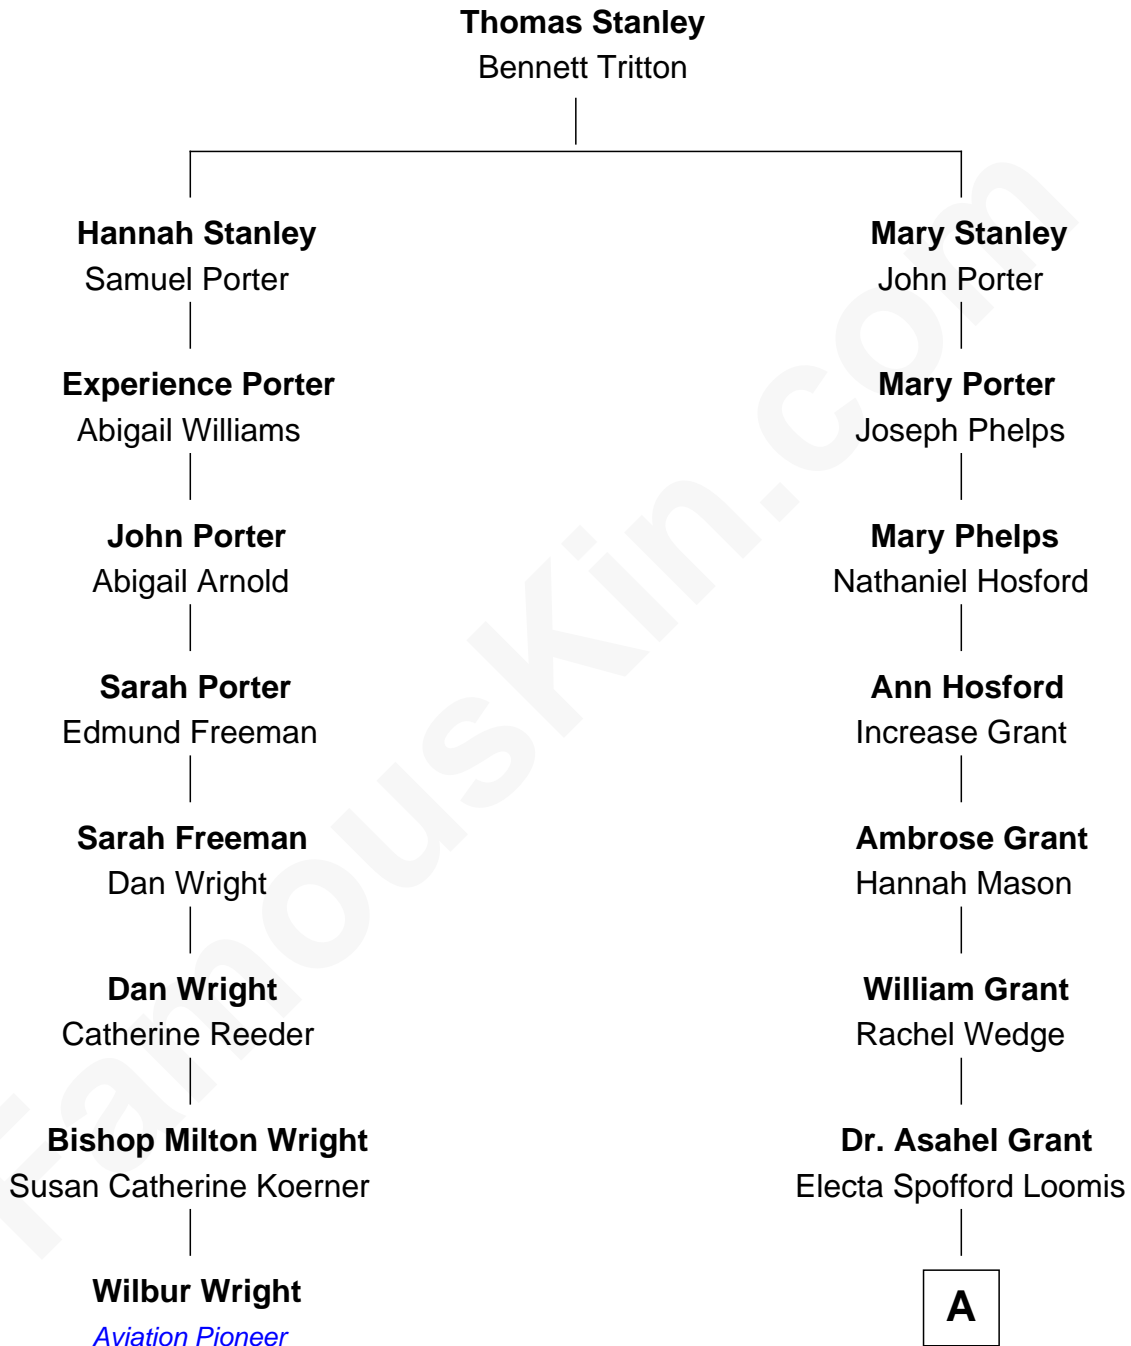 Thomas Stanley
Bennett Tritton
Hannah Stanley
Samuel Porter
Mary Stanley
John Porter
Experience Porter
Abigail Williams
Mary Porter
Joseph Phelps
John Porter
Abigail Arnold
Mary Phelps
Nathaniel Hosford
Sarah Porter
Edmund Freeman
Ann Hosford
Increase Grant
Sarah Freeman
Dan Wright
Ambrose Grant
Hannah Mason
Dan Wright
Catherine Reeder
William Grant
Rachel Wedge
Bishop Milton Wright
Susan Catherine Koerner
Dr. Asahel Grant
Electa Spofford Loomis
Wilbur Wright
Aviation Pioneer
A
FamousKin.com